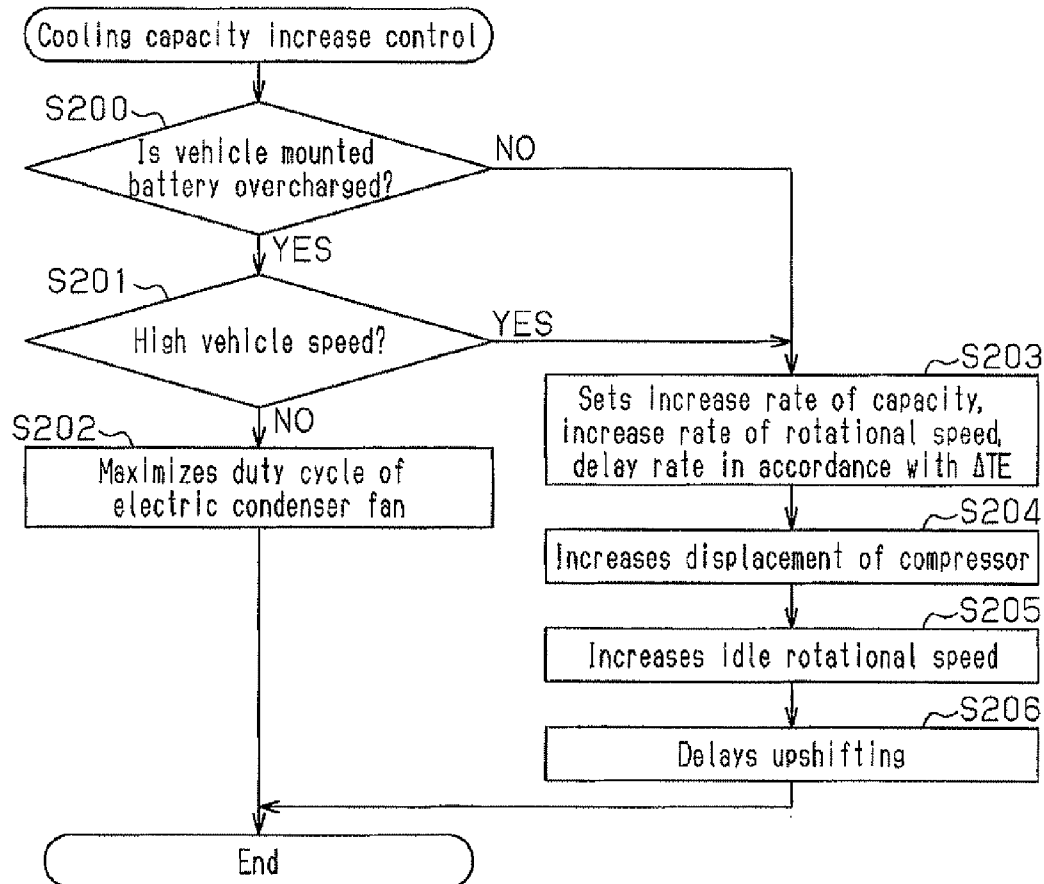 Cooling capacity increase control
S200
Is vehicle mounted
battery overcharged?
NO
YES
S201
High vehicle speed?
YES
NO
S202
Maximizes duty cycle of
electric condenser fan
S203
Sets increase rate of capacity,
increase rate of rotational speed,
delay rate in accordance with ΔTE
S204
Increases displacement of compressor
S205
Increases idle rotational speed
S206
Delays upshifting
End